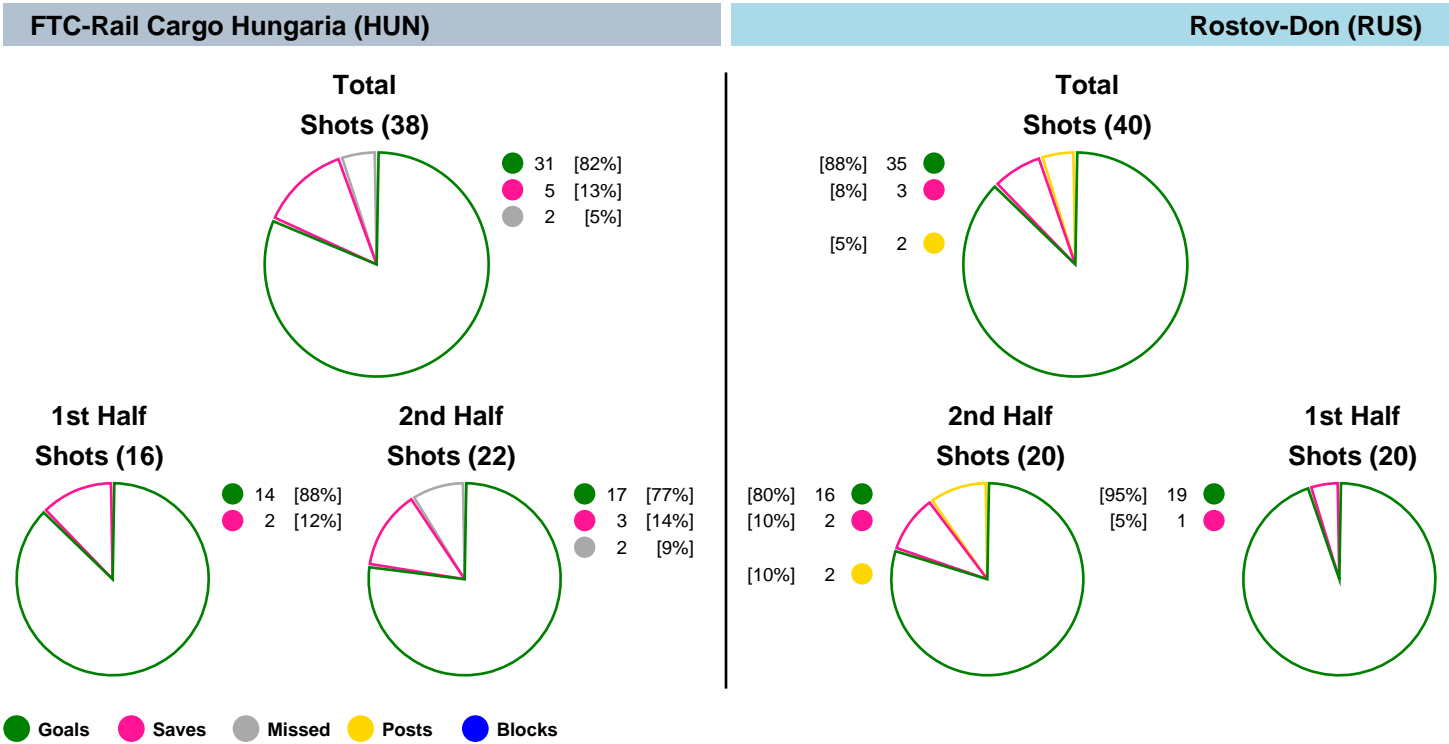 FTC-Rail Cargo Hungaria (HUN)
Rostov-Don (RUS)
Total
Shots (38)
31 [82%]
5 [13%]
2 [5%]
1st Half
Shots (16)
14 [88%]
2 [12%]
2nd Half
Shots (22)
17 [77%]
3 [14%]
2 [9%]
Total
Shots (40)
[88%] 35
[8%] 3
[5%] 2
2nd Half
Shots (20)
[80%] 16
[10%] 2
[10%] 2
1st Half
Shots (20)
[95%] 19
[5%] 1
Goals Saves Missed Posts Blocks